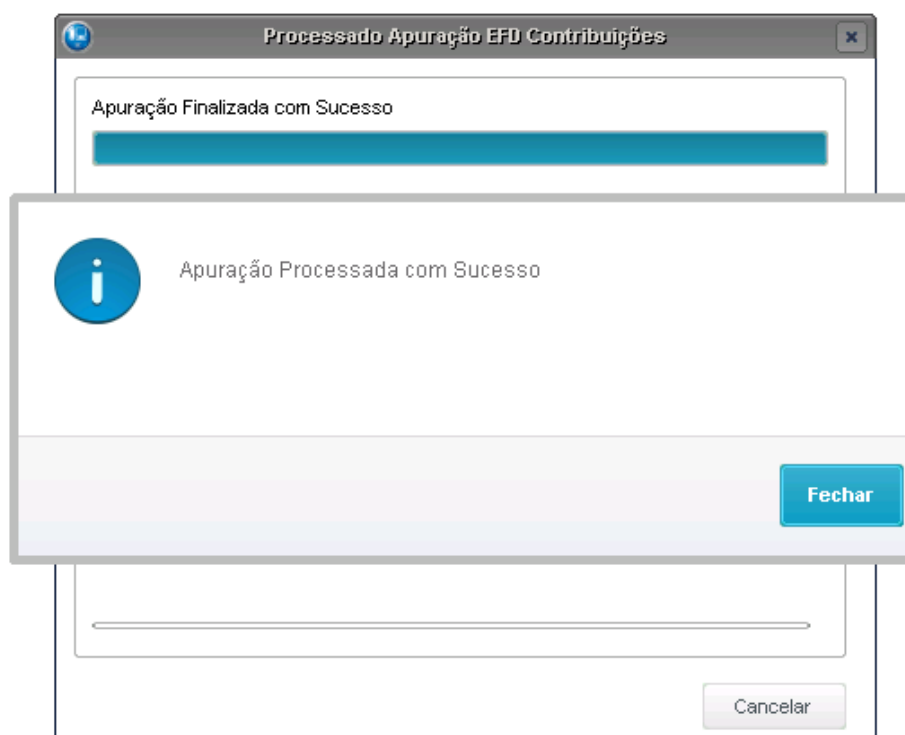 Processado Apuração EFD Contribuições
Apuração Finalizada com Sucesso
Apuração Processada com Sucesso
Fechar
Cancelar